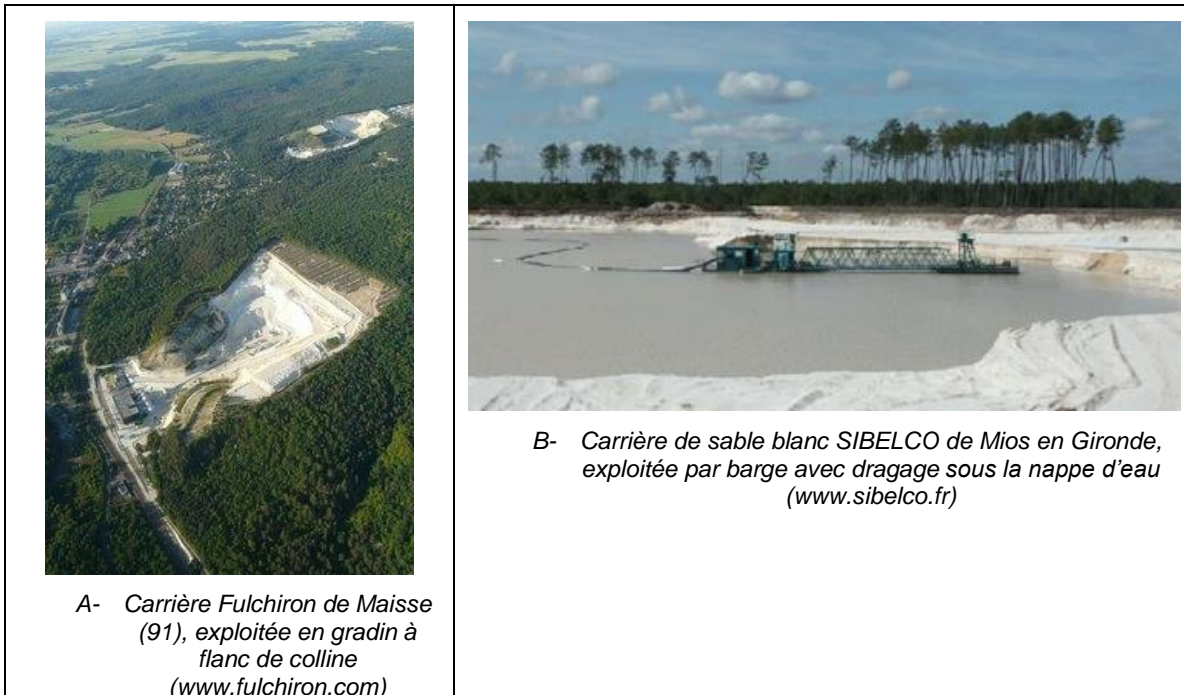 A- Carrière Fulchiron de Maisse
(91), exploitée en gradin à
flanc de colline
(www.fulchiron.com)
B- Carrière de sable blanc SIBELCO de Mios en Gironde,
exploitée par barge avec dragage sous la nappe d'eau
(www.sibelco.fr)